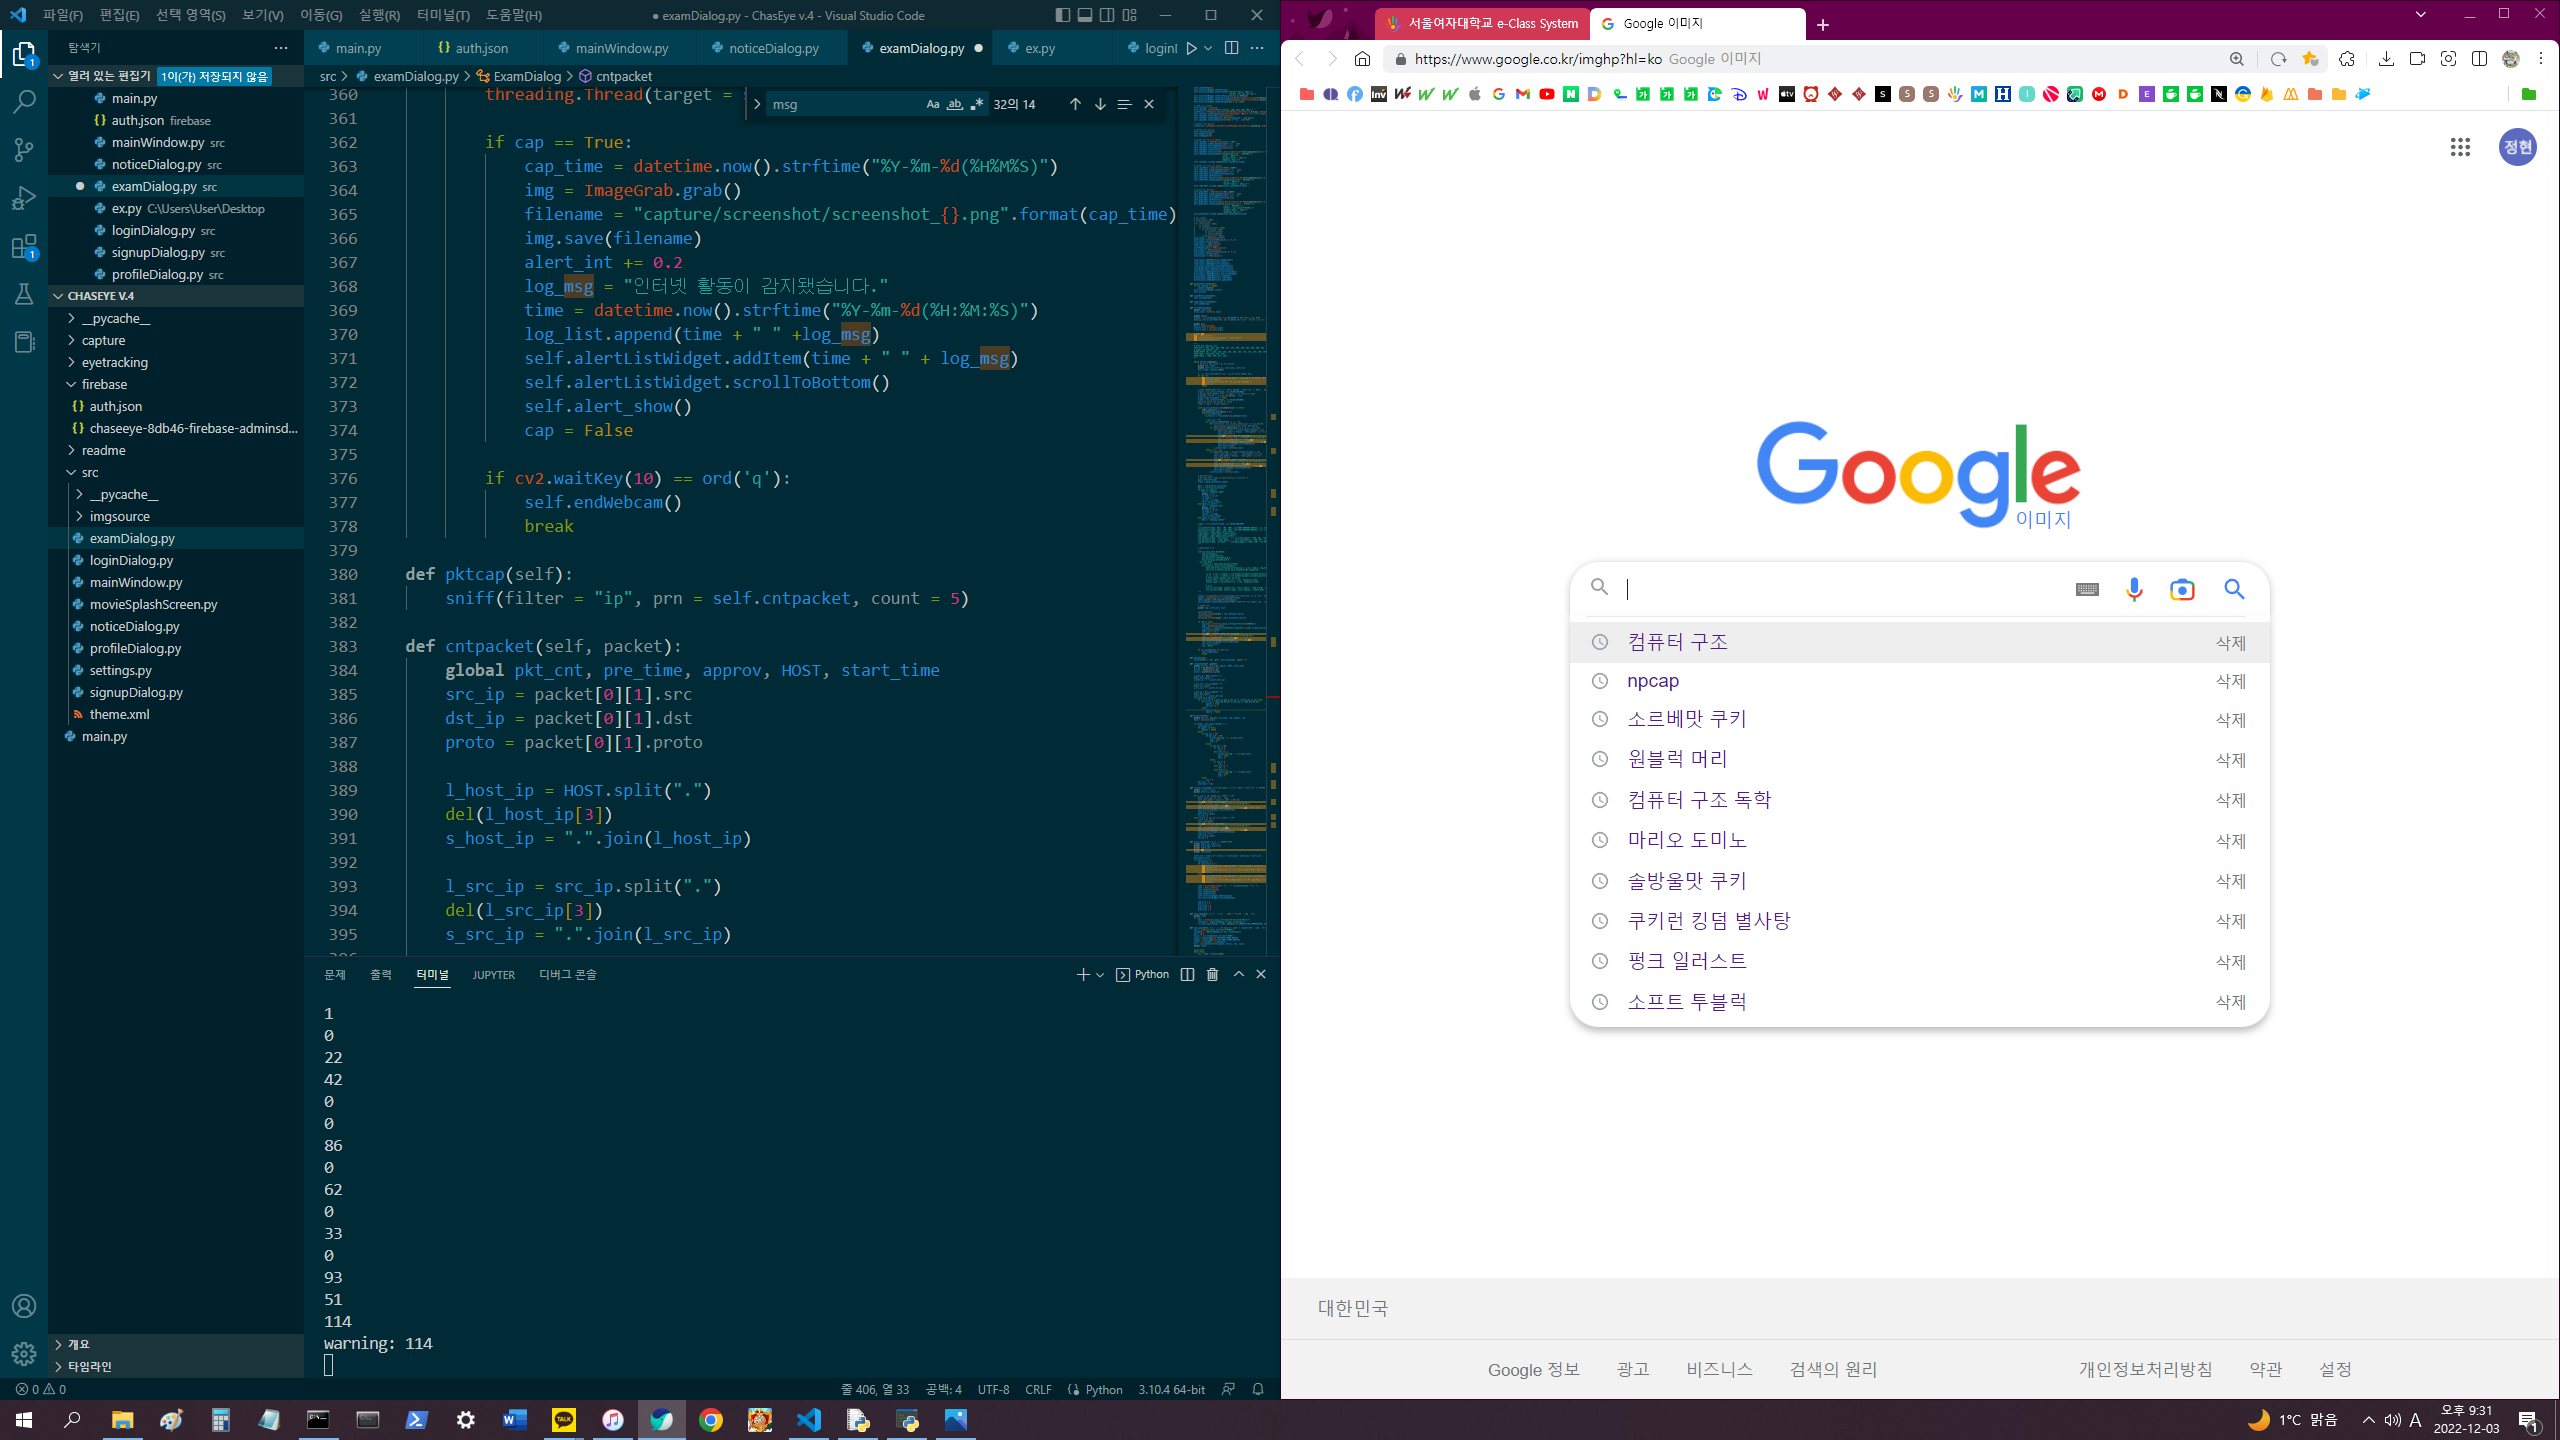 파일(F) 편집(E) 선택 영역(S) 보기(V) 이동(G) 실행(R) 터미널(T) 도움말(H)
● examDialog.py - ChasEye v.4 - Visual Studio Code
탐색기
main.py auth.json mainWindow.py noticeDialog.py examDialog.py ex.py loginI
열려 있는 편집기 1이(가) 저장되지 않음
main.py
auth.json firebase
mainWindow.py src
noticeDialog.py src
examDialog.py src
ex.py C:\Users\User\Desktop
loginDialog.py src
signupDialog.py src
profileDialog.py src
CHASEYE V.4
__pycache__
capture
eyetracking
firebase
auth.json
chaseeye-8db46-firebase-adminsd...
readme
src
__pycache__
imgsource
examDialog.py
loginDialog.py
mainWindow.py
movieSplashScreen.py
noticeDialog.py
profileDialog.py
settings.py
signupDialog.py
theme.xml
main.py
개요
타임라인
src > examDialog.py > ExamDialog > cntpacket
msg Aa ab 32의 14
360 threading.Thread(target =
361
362 if cap == True:
363 cap_time = datetime.now().strftime("%Y-%m-%d(%H%M%S)")
364 img = ImageGrab.grab()
365 filename = "capture/screenshot/screenshot_{}.png".format(cap_time)
366 img.save(filename)
367 alert_int += 0.2
368 log_msg = "인터넷 활동이 감지됐습니다."
369 time = datetime.now().strftime("%Y-%m-%d(%H:%M:%S)")
370 log_list.append(time + " " +log_msg)
371 self.alertListWidget.addItem(time + " " + log_msg)
372 self.alertListWidget.scrollToBottom()
373 self.alert_show()
374 cap = False
375
376 if cv2.waitKey(10) == ord('q'):
377 self.endWebcam()
378 break
379
380 def pktcap(self):
381 sniff(filter = "ip", prn = self.cntpacket, count = 5)
382
383 def cntpacket(self, packet):
384 global pkt_cnt, pre_time, approv, HOST, start_time
385 src_ip = packet[0][1].src
386 dst_ip = packet[0][1].dst
387 proto = packet[0][1].proto
388
389 l_host_ip = HOST.split(".")
390 del(l_host_ip[3])
391 s_host_ip = ".".join(l_host_ip)
392
393 l_src_ip = src_ip.split(".")
394 del(l_src_ip[3])
395 s_src_ip = ".".join(l_src_ip)
문제 출력 터미널 JUPYTER 디버그 콘솔
Python
1
0
22
42
0
0
86
0
62
0
33
0
93
51
114
warning: 114
0 0
줄 406, 열 33 공백: 4 UTF-8 CRLF Python 3.10.4 64-bit
서울여자대학교 e-Class System
Google 이미지
https://www.google.co.kr/imghp?hl=ko Google 이미지
정현
Google
이미지
컴퓨터 구조 삭제
npcap 삭제
소르베맛 쿠키 삭제
원블럭 머리 삭제
컴퓨터 구조 독학 삭제
마리오 도미노 삭제
솔방울맛 쿠키 삭제
쿠키런 킹덤 별사탕 삭제
펑크 일러스트 삭제
소프트 투블럭 삭제
대한민국
Google 정보 광고 비즈니스 검색의 원리 개인정보처리방침 약관 설정
1°C 맑음 A 오후 9:31
2022-12-03